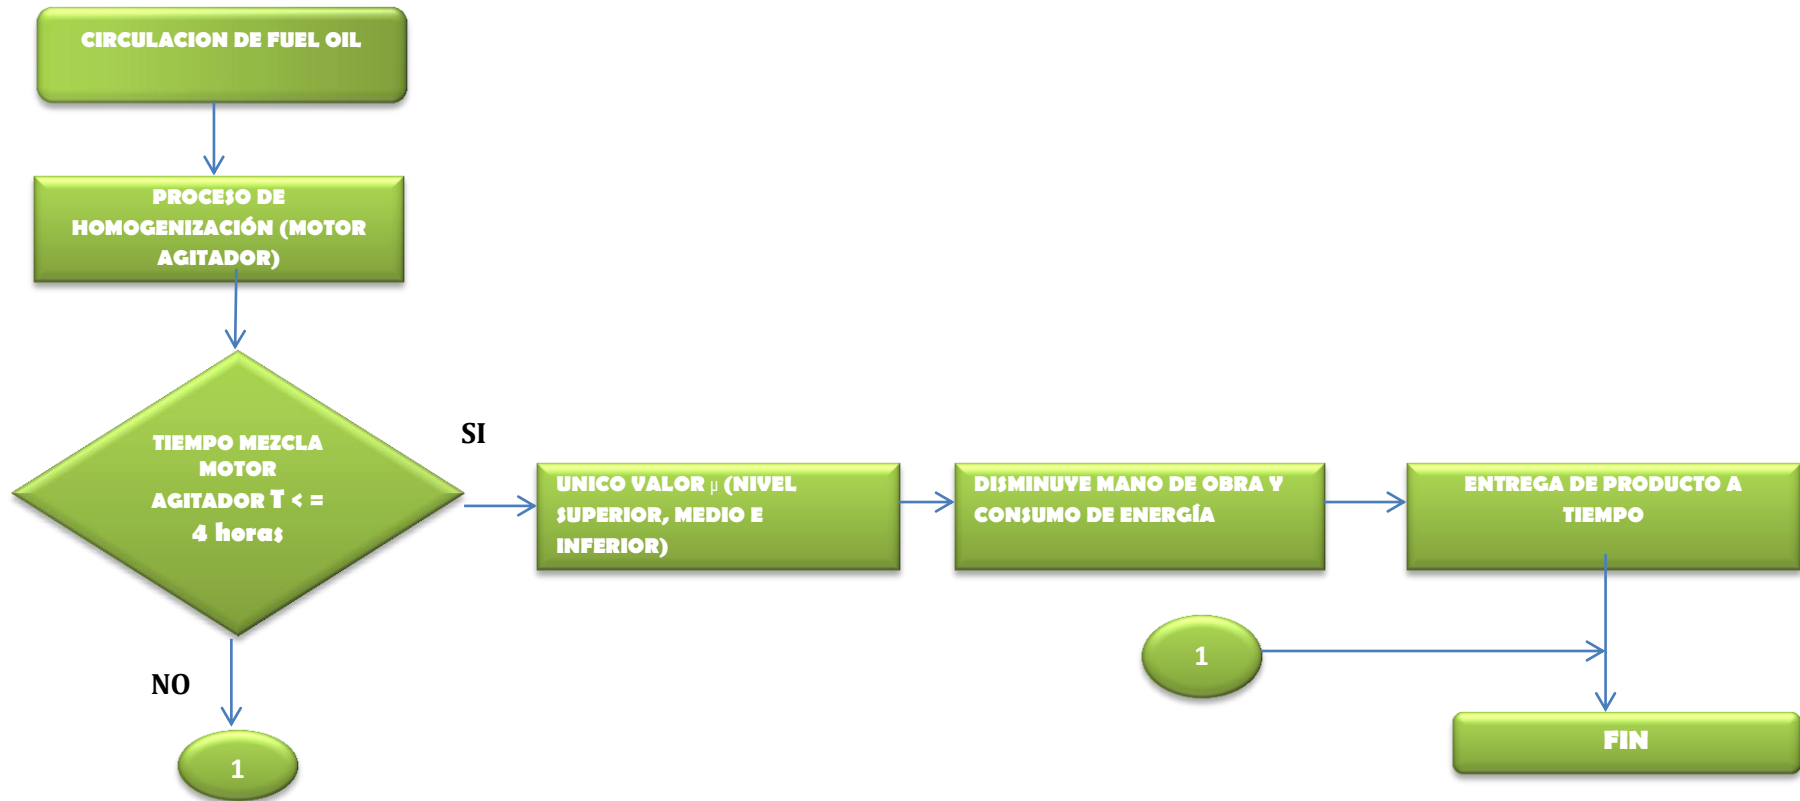 CIRCULACION DE FUEL OIL
PROCESO DE
HOMOGENIZACIÓN (MOTOR
AGITADOR)
TIEMPO MEZCLA
MOTOR
AGITADOR T < =
4 horas
SI
UNICO VALOR μ (NIVEL
SUPERIOR, MEDIO E
INFERIOR)
DISMINUYE MANO DE OBRA Y
CONSUMO DE ENERGÍA
ENTREGA DE PRODUCTO A
TIEMPO
1
NO
1
FIN